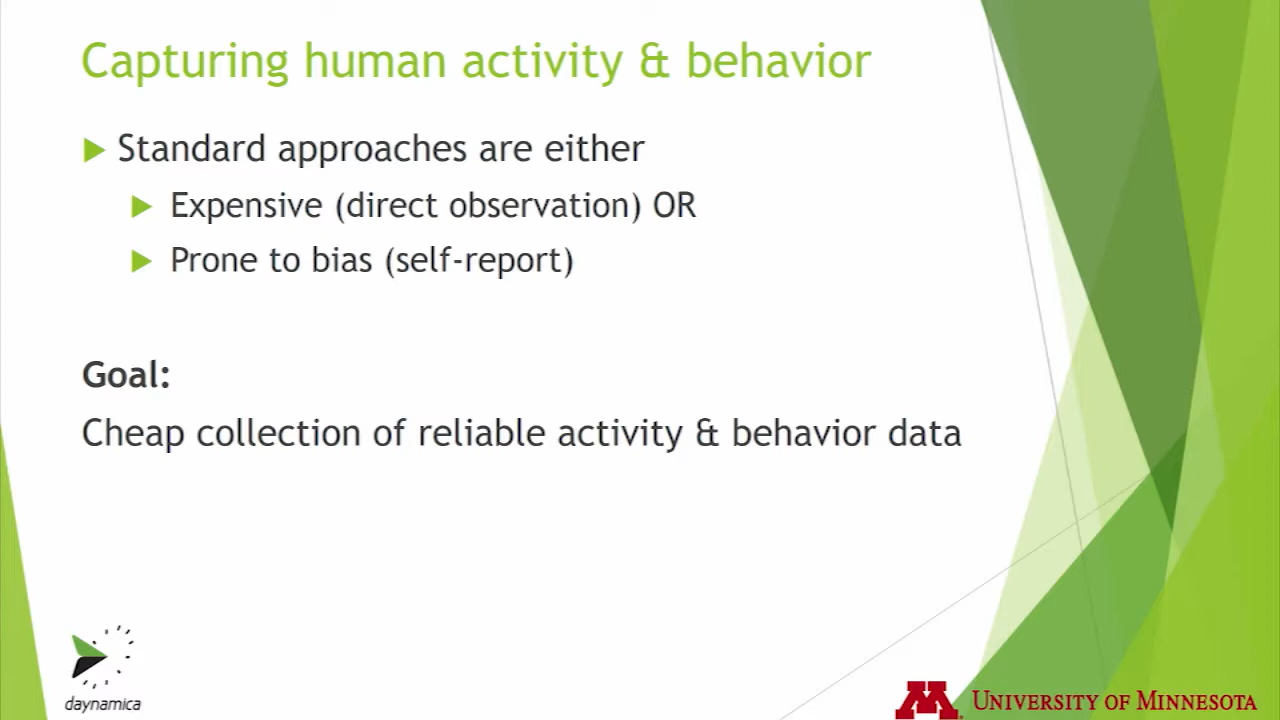 Capturing human activity & behavior
Standard approaches are either
Expensive (direct observation) OR
Prone to bias (self-report)
Goal:
Cheap collection of reliable activity & behavior data
daynamica
M UNIVERSITY OF MINNESOTA